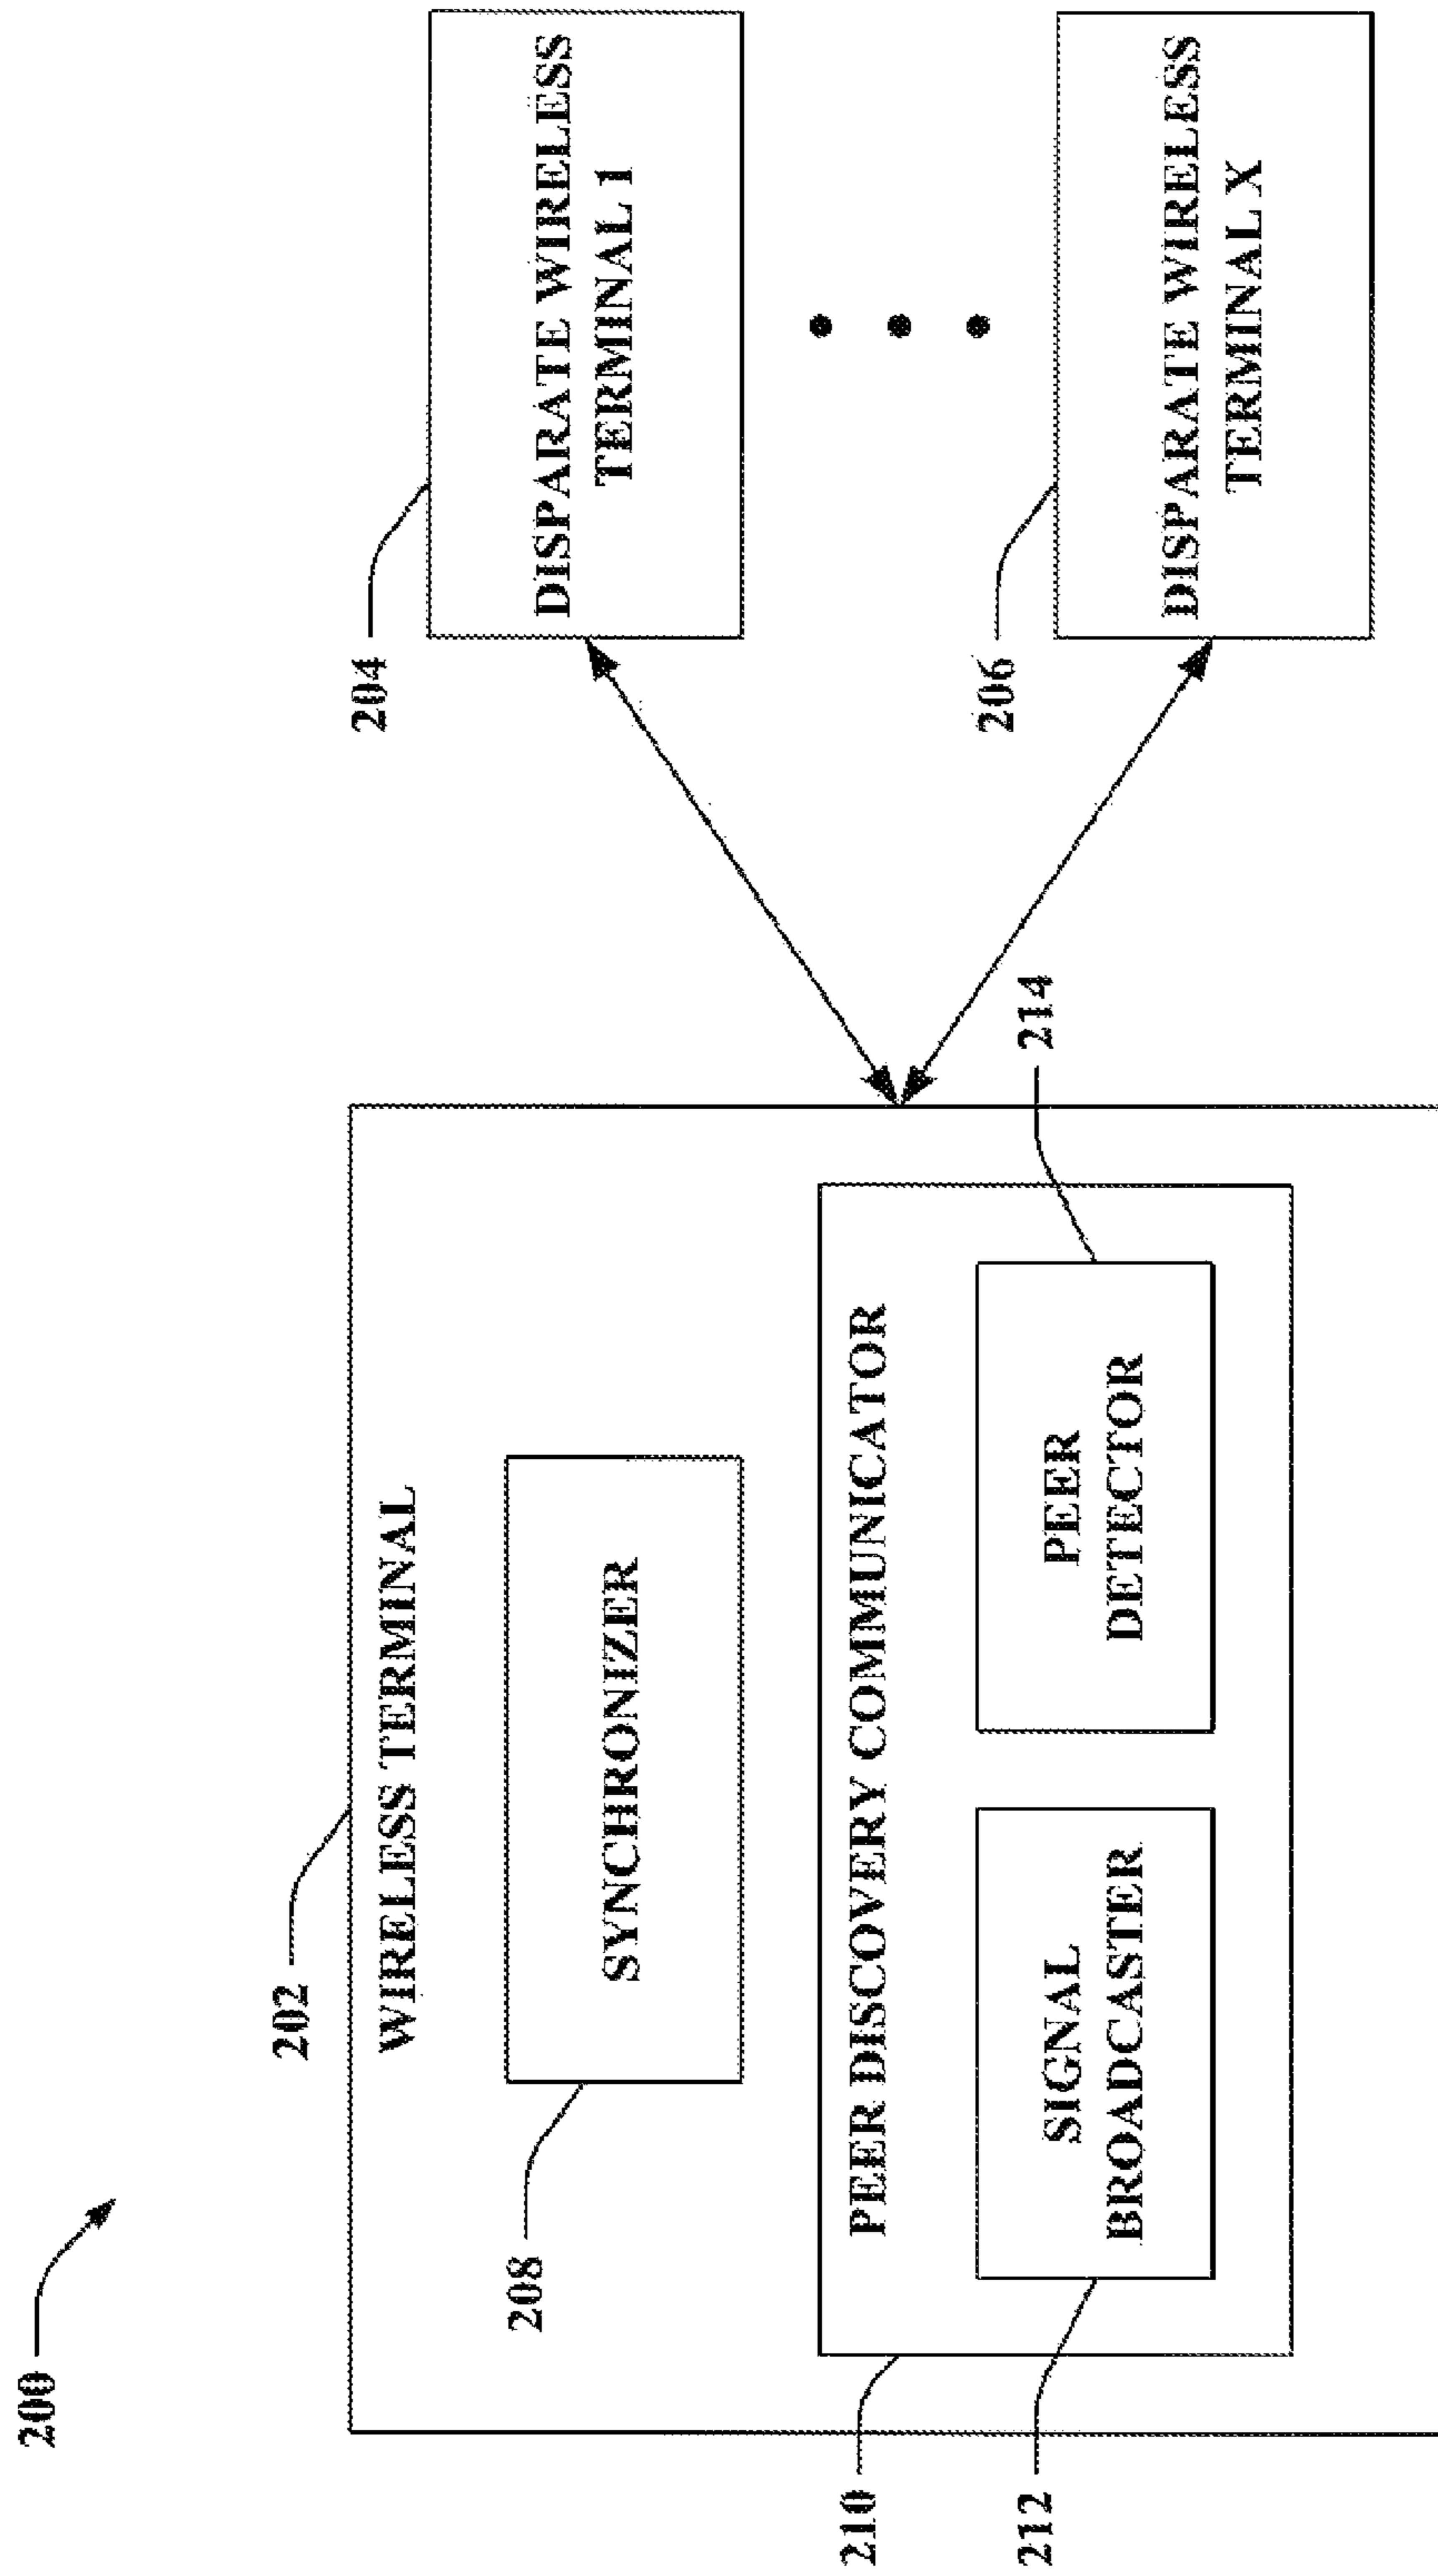 200
202
WIRELESS TERMINAL
208
SYNCHRONIZER
210
PEER DISCOVERY COMMUNICATOR
212
SIGNAL
BROADCASTER
214
PEER
DETECTOR
204
DISPARATE WIRELESS
TERMINAL 1
206
DISPARATE WIRELESS
TERMINAL X